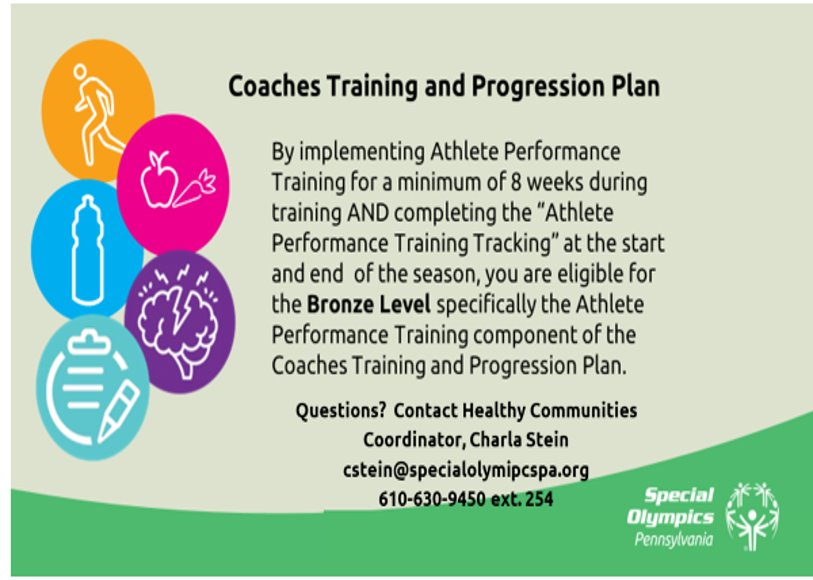 Coaches Training and Progression Plan
By implementing Athlete Performance
Training for a minimum of 8 weeks during
training AND completing the “Athlete
Performance Training Tracking” at the start
and end of the season, you are eligible for
the Bronze Level specifically the Athlete
Performance Training component of the
Coaches Training and Progression Plan.
Questions? Contact Healthy Communities
Coordinator, Charla Stein
cstein@specialolymipcspa.org
610-630-9450 ext. 254
Special
Olympics
Pennsylvania